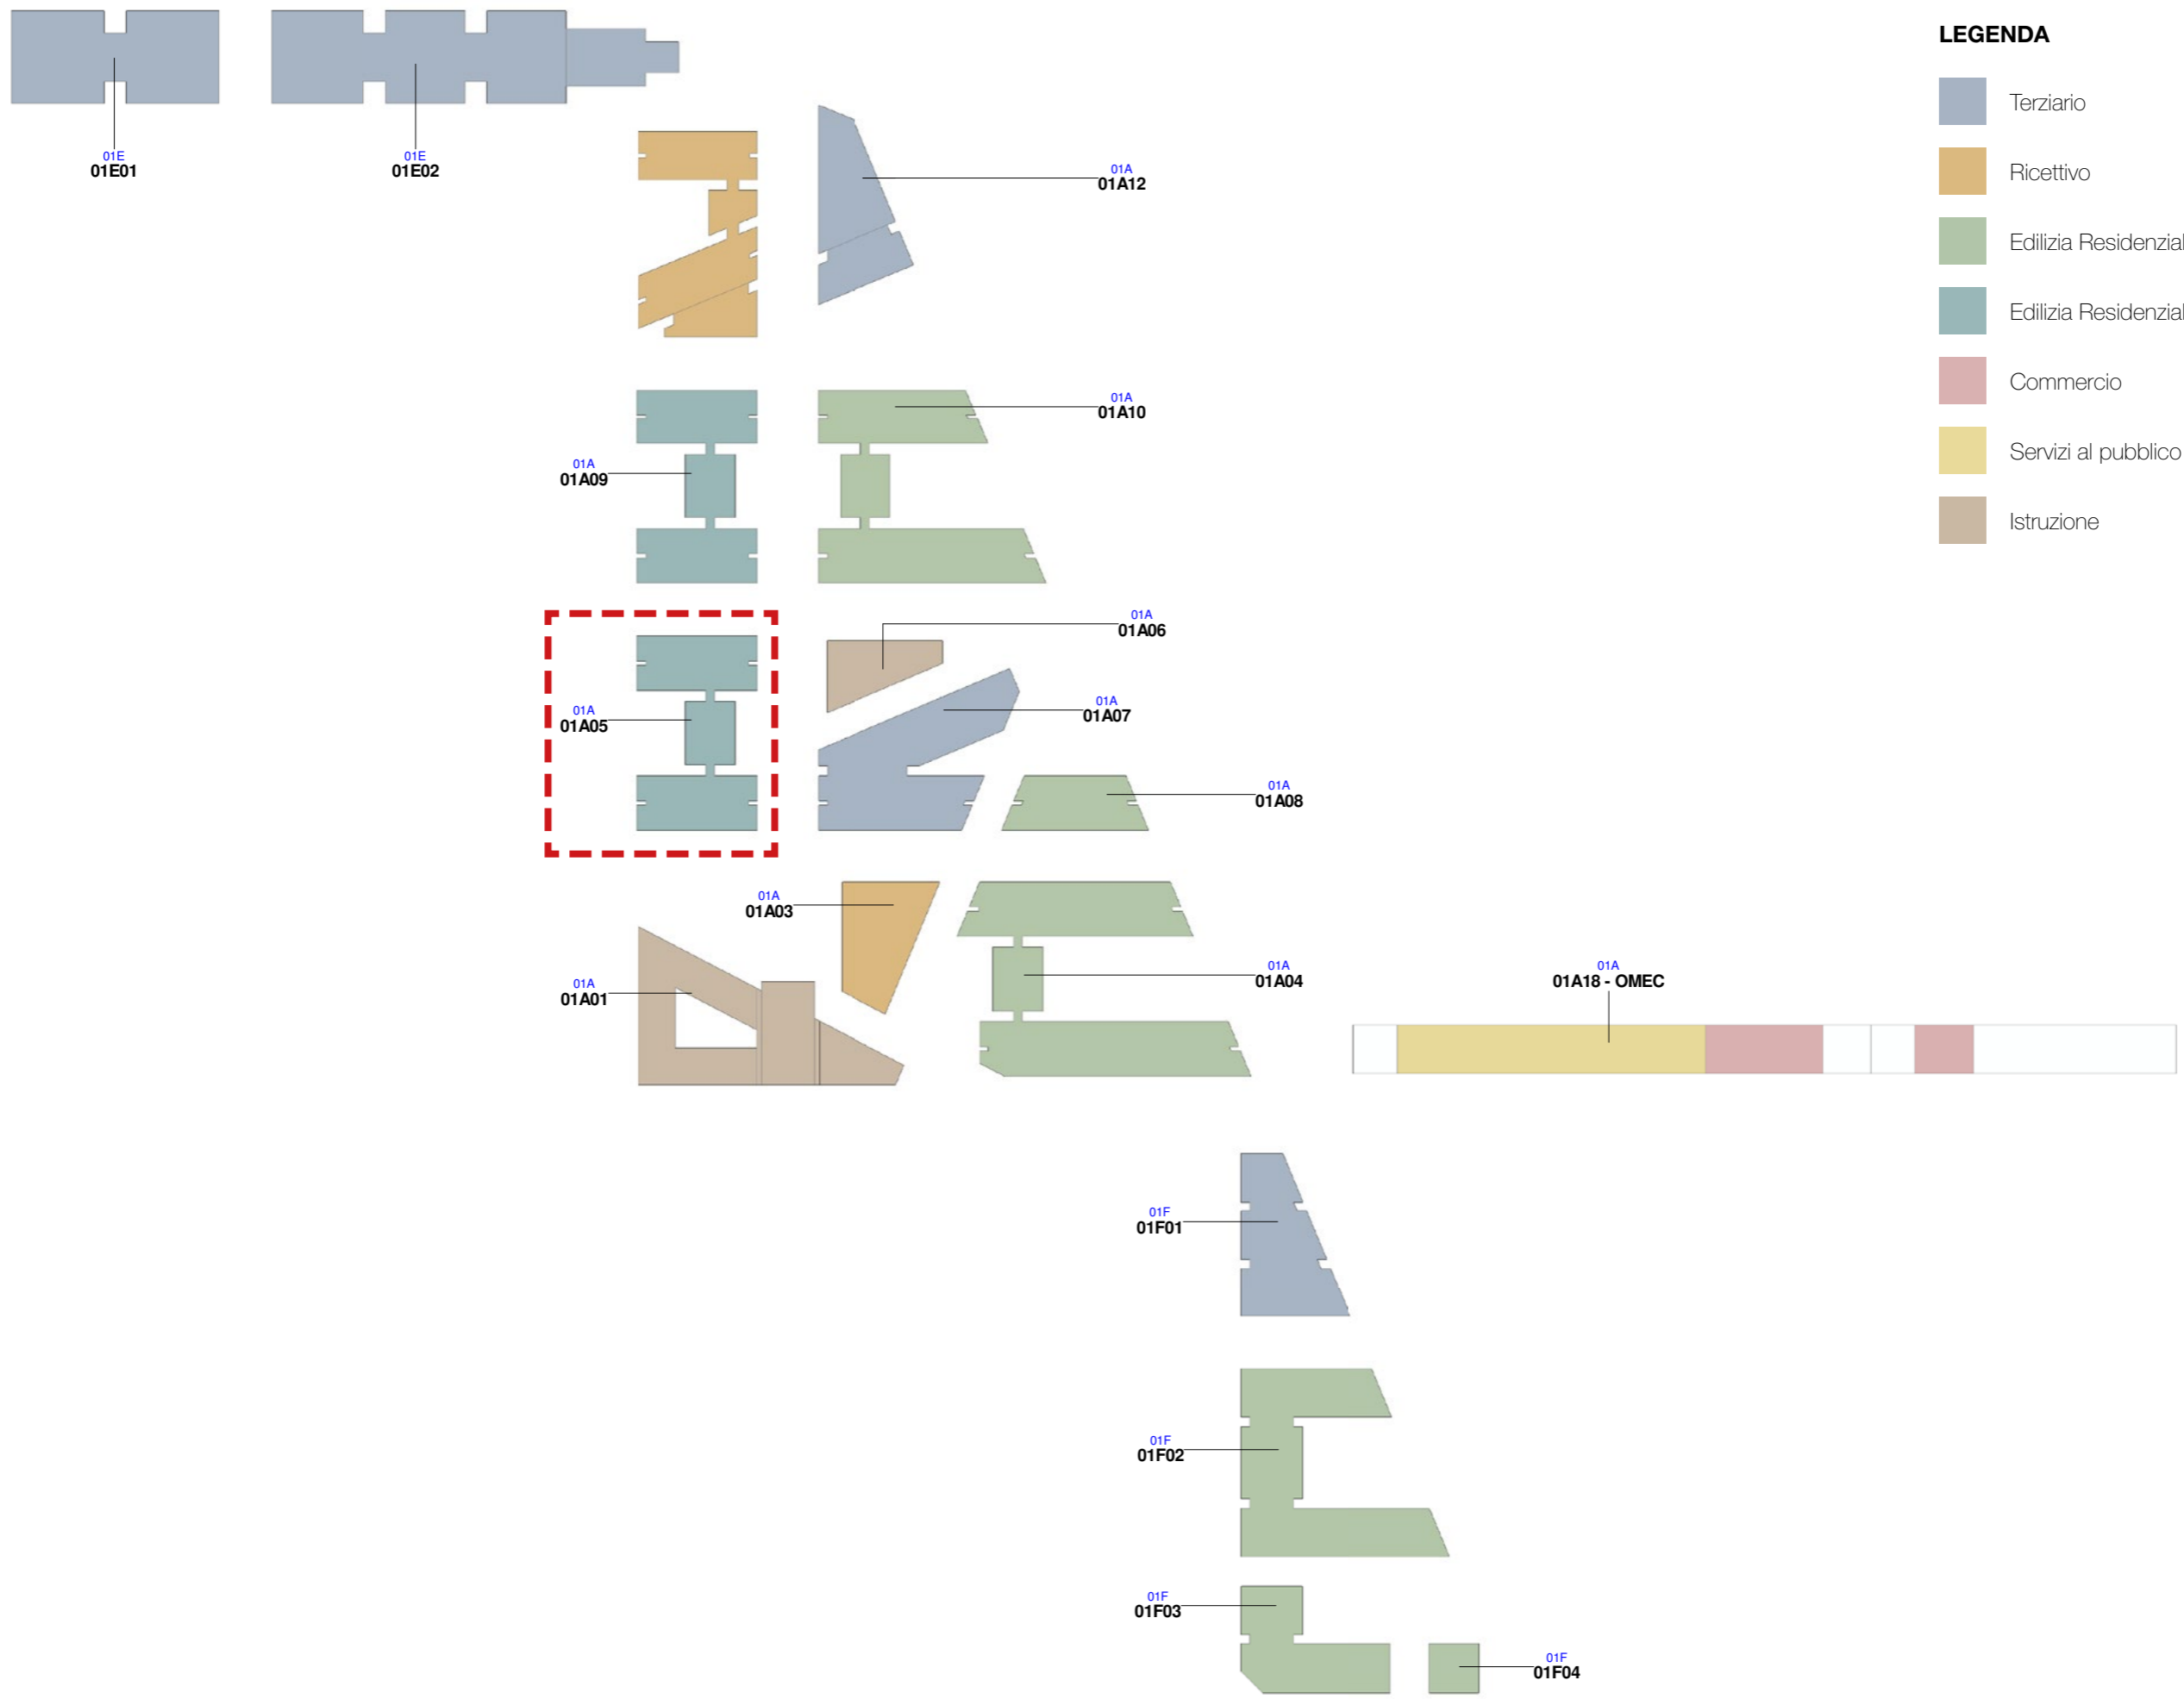 LEGENDA
Terziario
Ricettivo
Edilizia Residenzial
Edilizia Residenzial
Commercio
Servizi al pubblico
Istruzione
01E
01E01
01E
01E02
01A
01A12
01A
01A10
01A
01A09
01A
01A06
01A
01A05
01A
01A07
01A
01A08
01A
01A03
01A
01A04
01A
01A01
01A
01A18 - OMEC
01F
01F01
01F
01F02
01F
01F03
01F
01F04